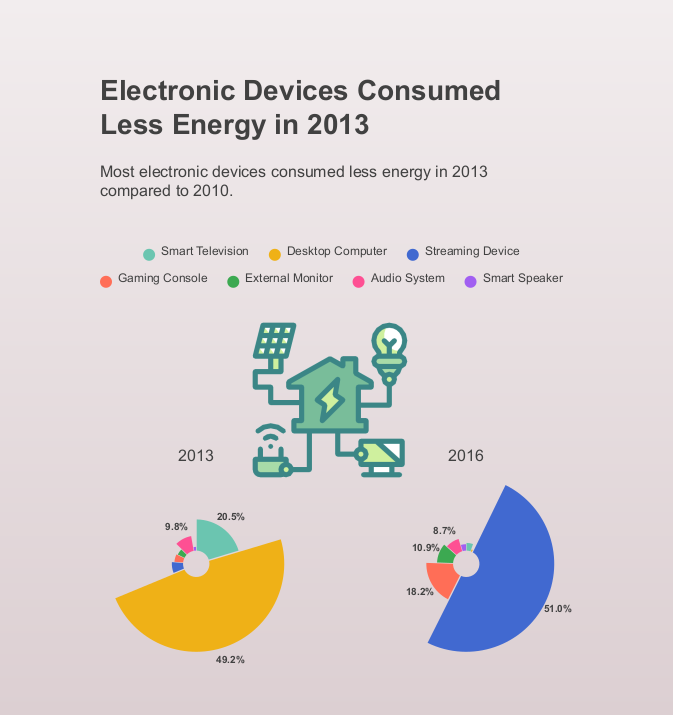 Electronic Devices Consumed
Less Energy in 2013
Most electronic devices consumed less energy in 2013
compared to 2010.
Smart Television Desktop Computer Streaming Device
Gaming Console External Monitor Audio System Smart Speaker
2013 2016
9.8% 20.5%
49.2%
8.7%
10.9%
18.2%
51.0%